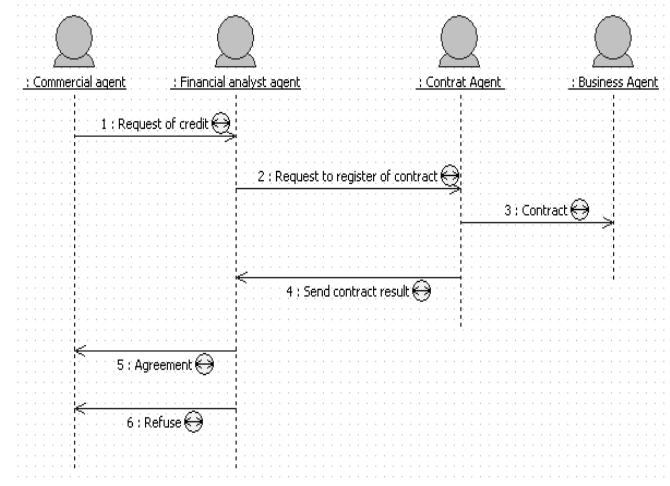 : Commercial agent
: Financial analyst agent
: Contrat Agent
: Business Agent
1 : Request of credit
2 : Request to register of contract
3 : Contract
4 : Send contract result
5 : Agreement
6 : Refuse